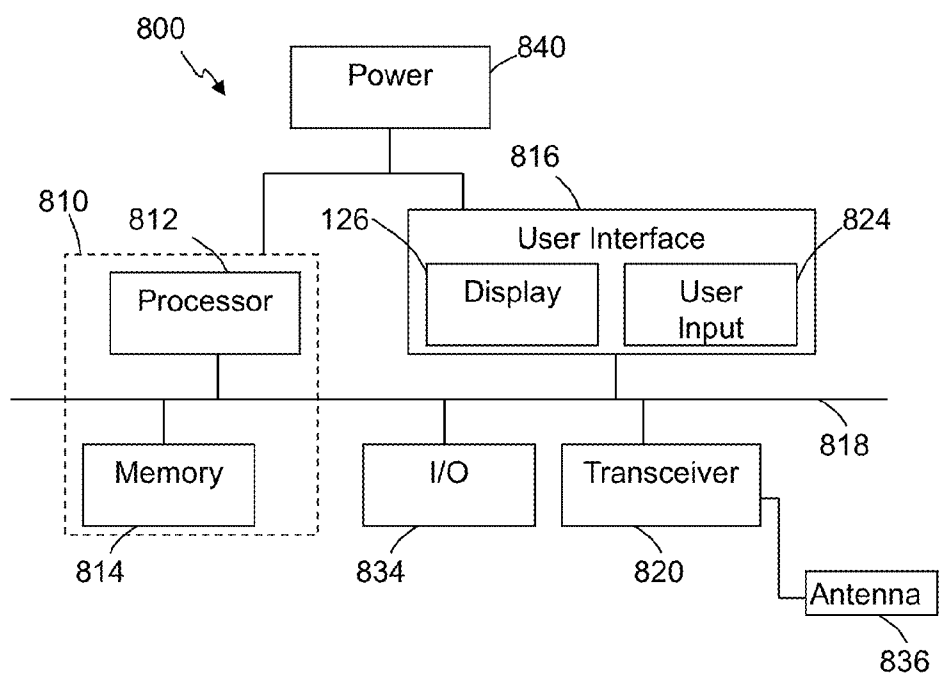 800
840
Power
816
810
812
126
824
User Interface
Processor
Display
User
Input
818
Memory
I/O
Transceiver
814
834
820
Antenna
836